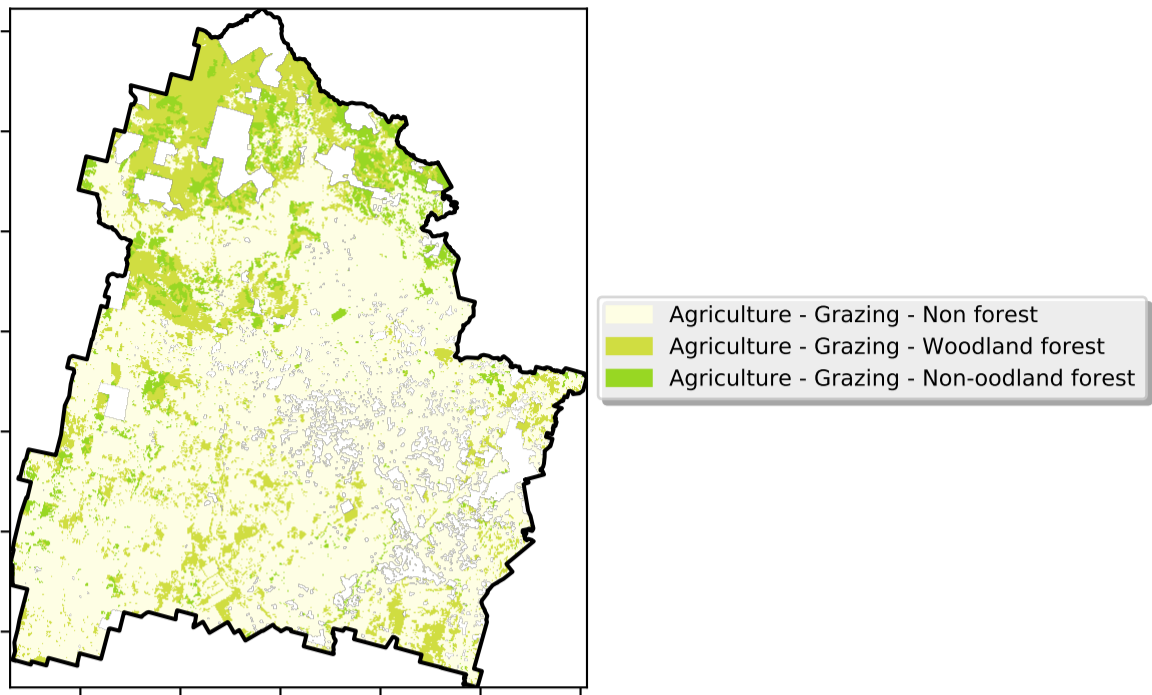 Agriculture - Grazing - Non forest
Agriculture - Grazing - Woodland forest
Agriculture - Grazing - Non-oodland forest